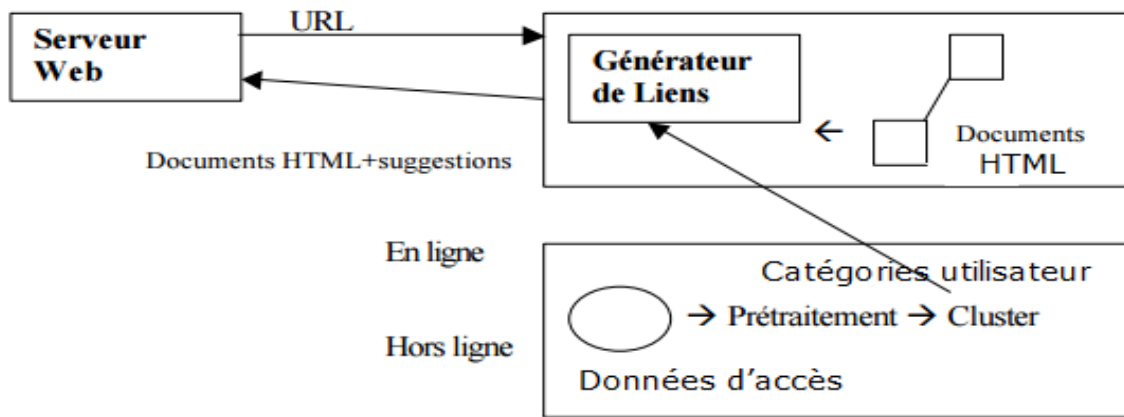 URL
Serveur
Web
Générateur
de Liens
Documents
HTML
Documents HTML+suggestions
En ligne
Catégories utilisateur
→ Prétraitement → Cluster
Hors ligne
Données d’accès